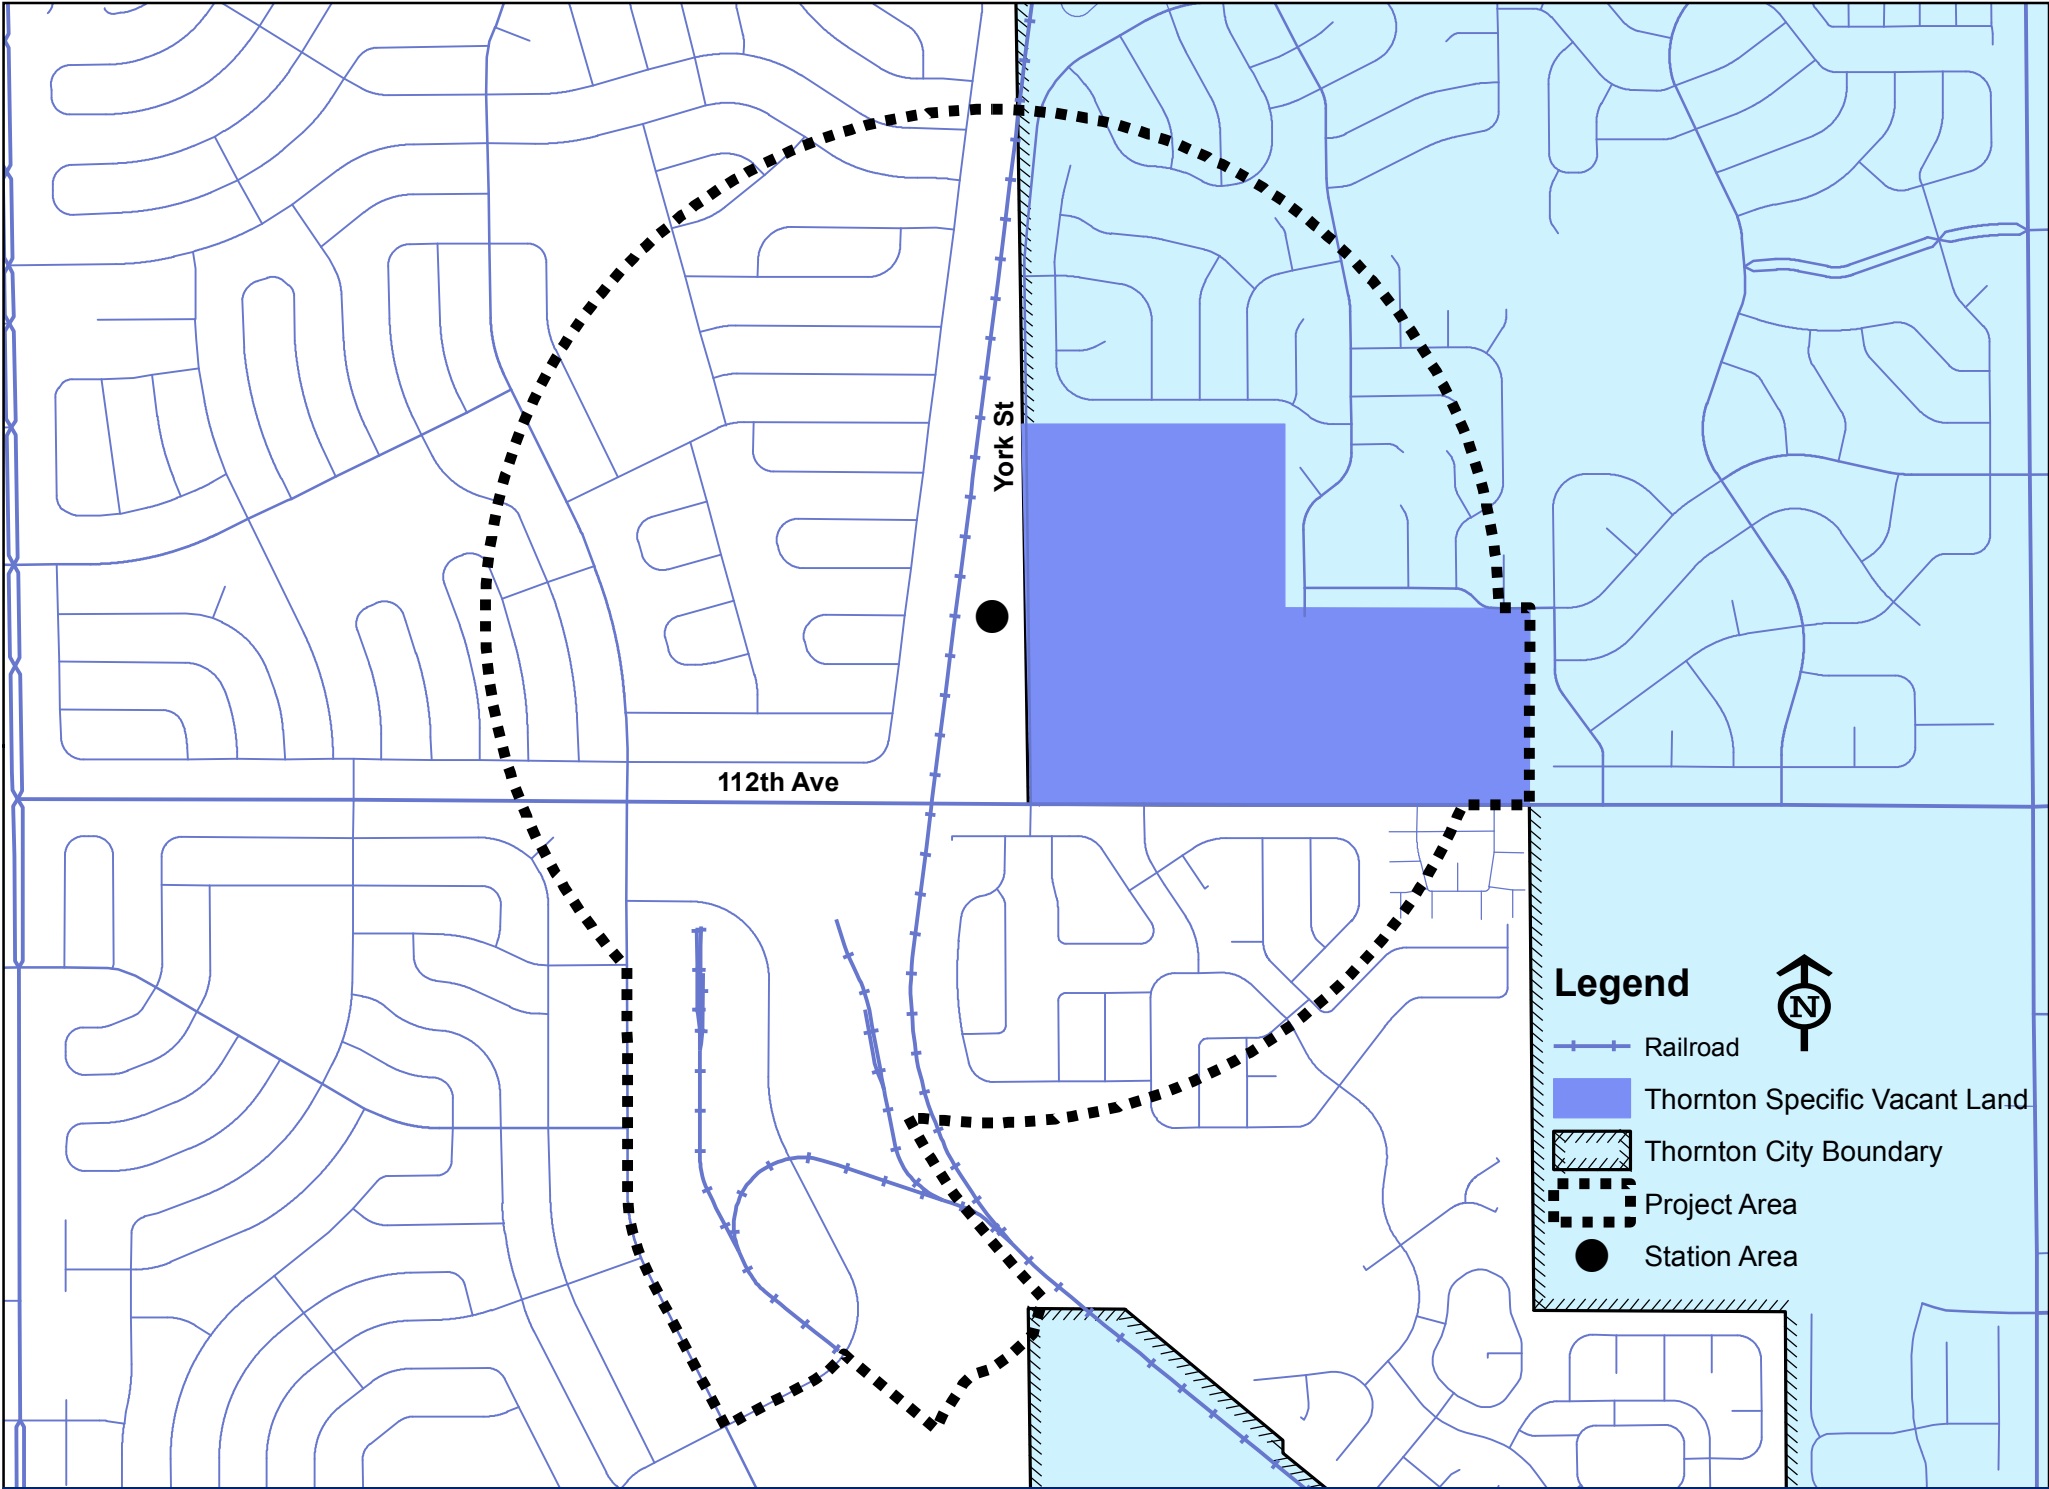 York St
112th Ave
Legend
N
Railroad
Thornton Specific Vacant Land
Thornton City Boundary
Project Area
Station Area